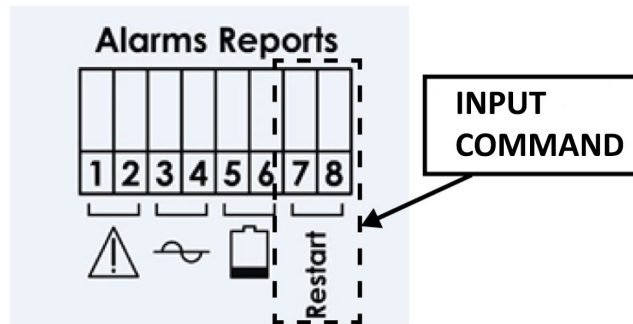 Alarms Reports
1 2 3 4 5 6 7 8
Restart
INPUT
COMMAND